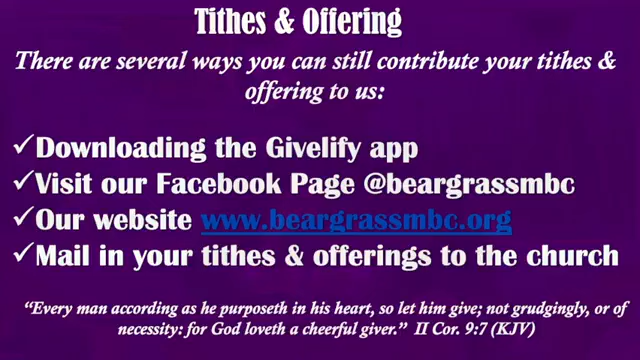 Tithes & Offering
There are several ways you can still contribute your tithes &
offering to us:
✓Downloading the Givelify app
✓Visit our Facebook Page @beargrassmbc
✓Our website www.beargrassmbc.org
✓Mail in your tithes & offerings to the church
“Every man according as he purposeth in his heart, so let him give; not grudgingly, or of
necessity: for God loveth a cheerful giver.” II Cor. 9:7 (KJV)